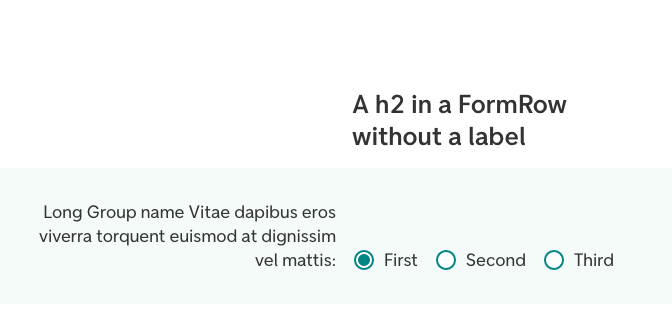 A h2 in a FormRow
without a label
Long Group name Vitae dapibus eros
viverra torquent euismod at dignissim
vel mattis: First Second Third